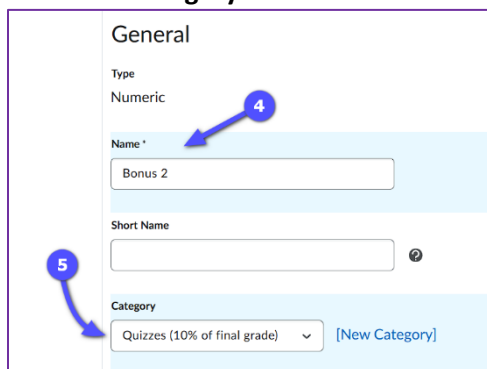 General
Type
Numeric
4
Name *
Bonus 2
Short Name
5
Category
Quizzes (10% of final grade) [New Category]